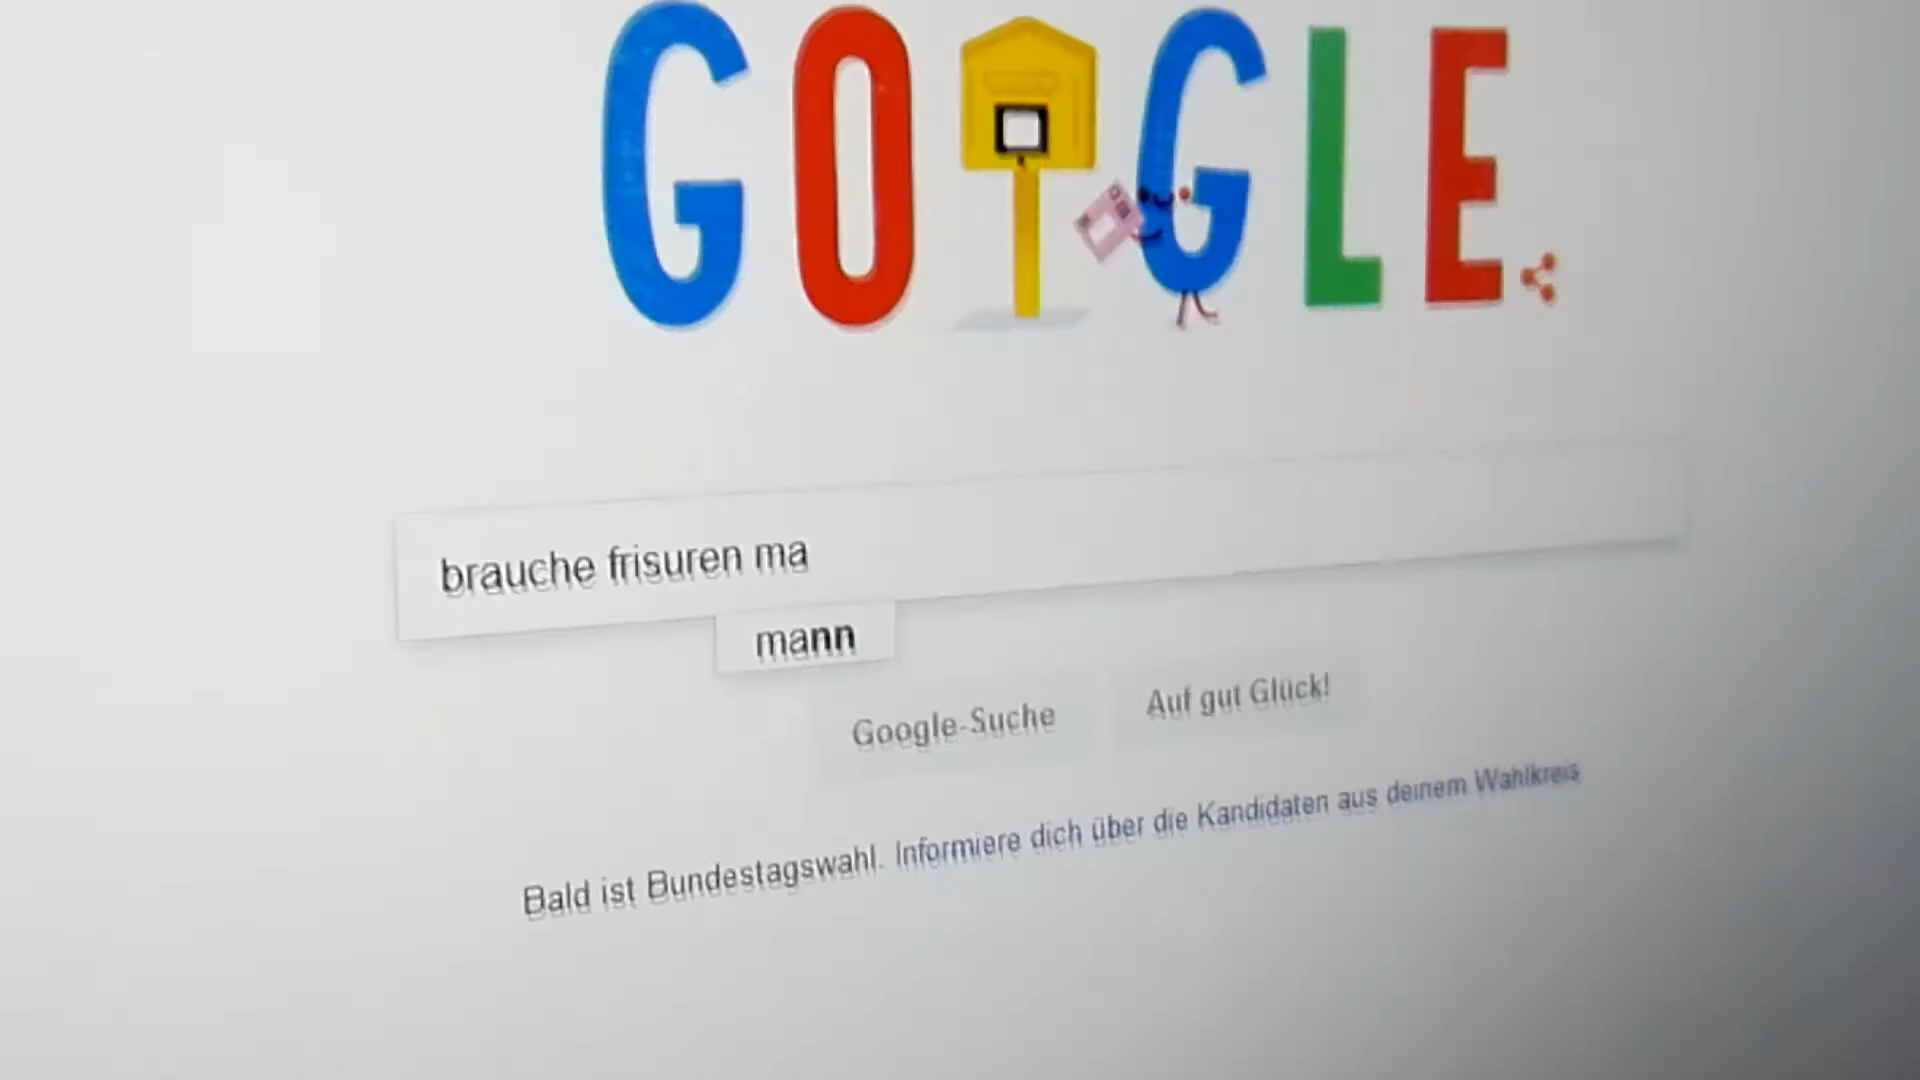 GOOGLE
brauche frisuren ma
mann
Google-Suche
Auf gut Glück!
Bald ist Bundestagswahl. Informiere dich über die Kandidaten aus deinem Wahlkreis